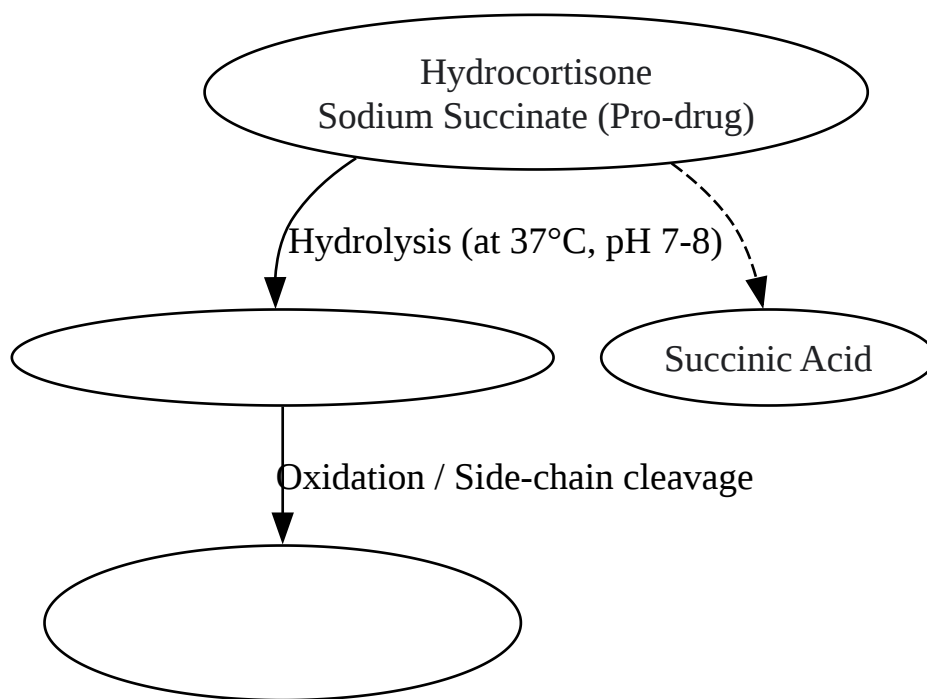 Hydrocortisone
Sodium Succinate (Pro-drug)
Hydrolysis (at 37°C, pH 7-8)
Succinic Acid
Oxidation / Side-chain cleavage